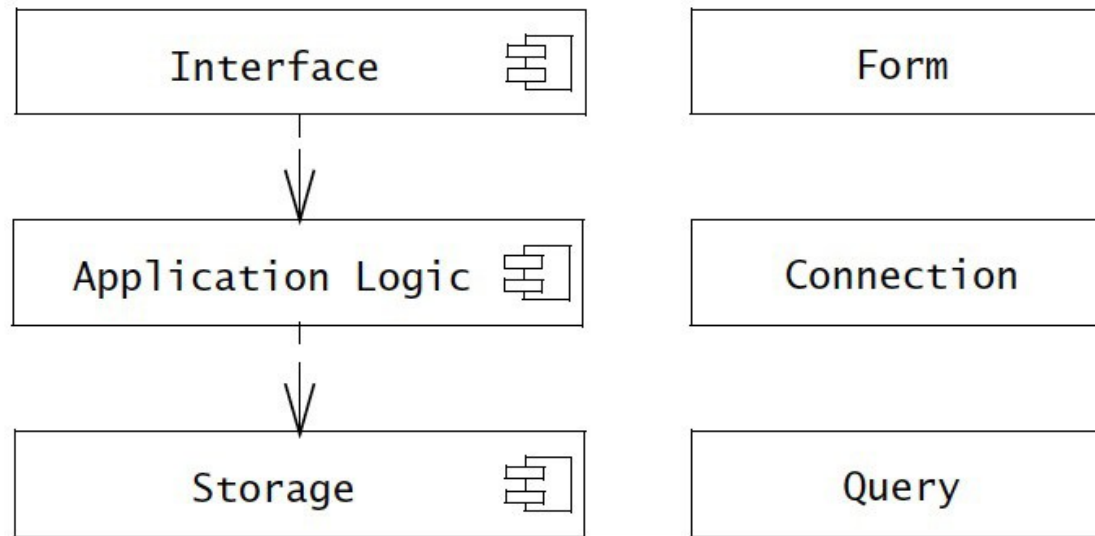 Interface
Form
Application Logic
Connection
Storage
Query